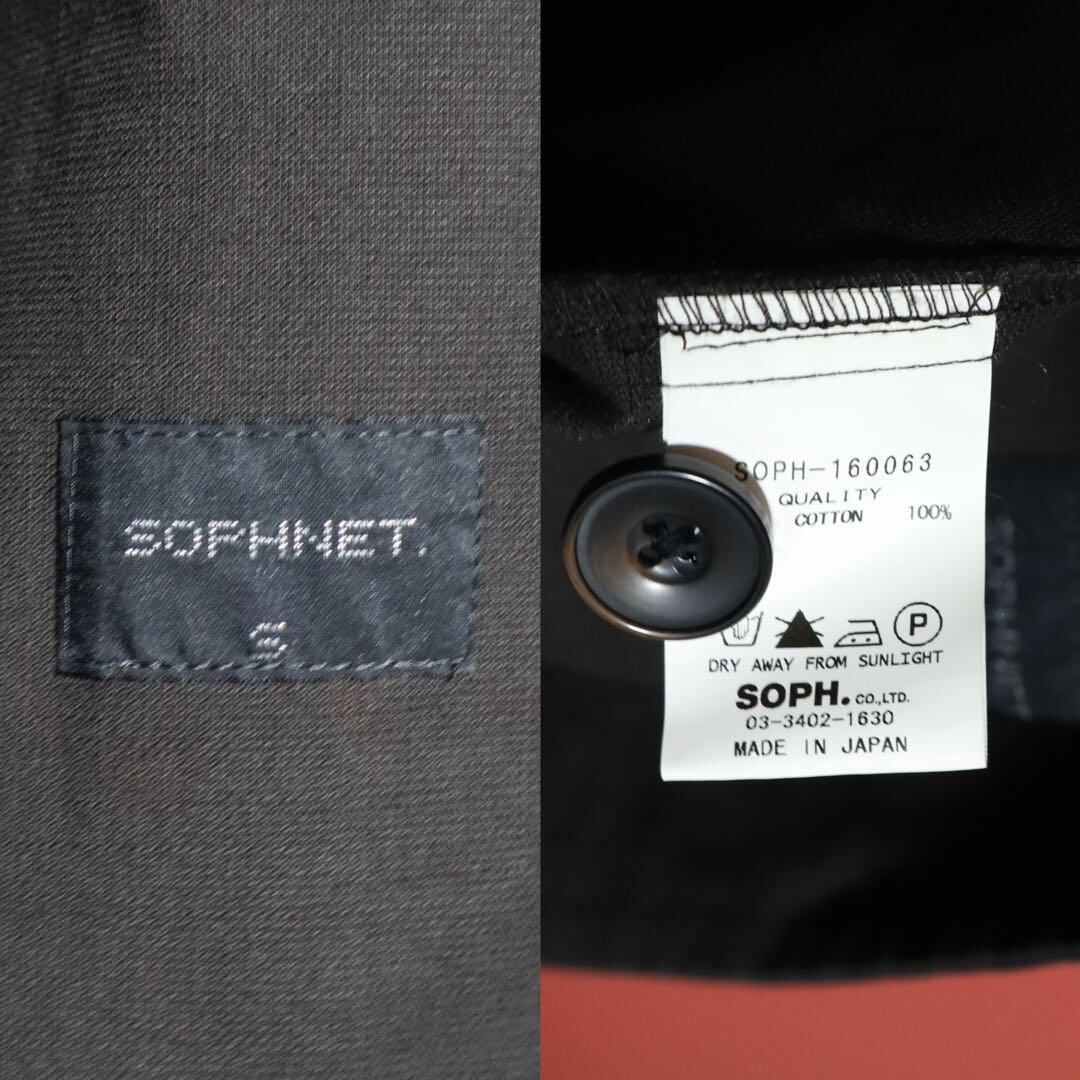 SOPHNET.
S
SOPH-160063
QUALITY
COTTON 100%
P
DRY AWAY FROM SUNLIGHT
SOPH. CO.,LTD.
03-3402-1630
MADE IN JAPAN